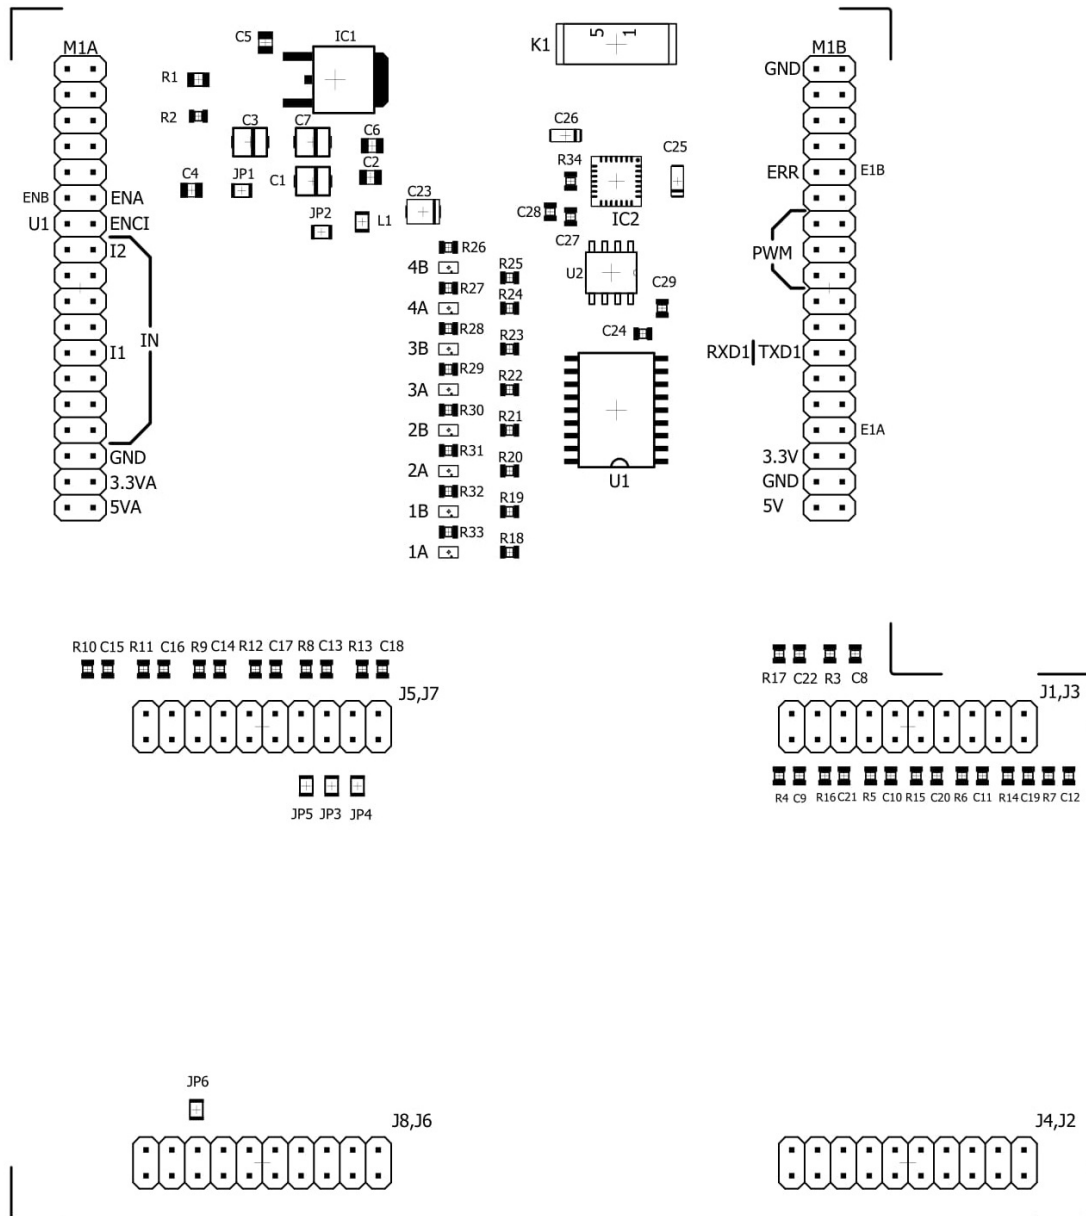 C5
IC1
K1
5
1
M1A
M1B
GND
R1
R2
C3
C7
C6
C26
C4
JP1
C1
C2
R34
C25
ERR
E1B
ENB
ENA
C23
C28
IC2
U1
ENCI
JP2
L1
C27
I2
R26
PWM
4B
R25
U2
R27
C29
4A
R24
R28
C24
IN
I1
3B
R23
RXD1
TXD1
R29
3A
R22
R30
2B
R21
E1A
R31
GND
2A
R20
3.3V
3.3VA
R32
U1
GND
5VA
1B
R19
5V
R33
1A
R18
R10 C15 R11 C16 R9 C14 R12 C17 R8 C13 R13 C18
R17 C22 R3 C8
J5,J7
J1,J3
R4 C9 R16 C21 R5 C10 R15 C20 R6 C11 R14 C19 R7 C12
JP5 JP3 JP4
JP6
J8,J6
J4,J2